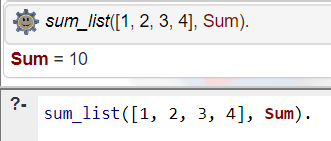 sum_list([1, 2, 3, 4], Sum).
Sum = 10
?- sum_list([1, 2, 3, 4], Sum).